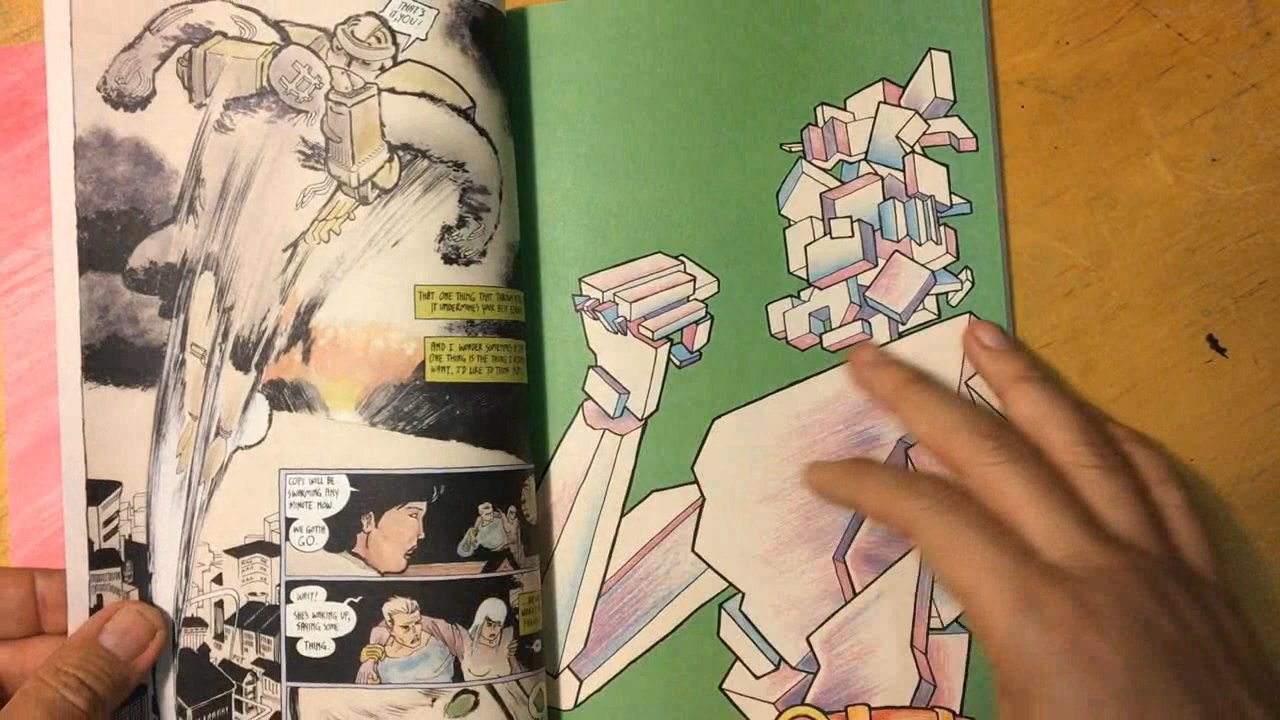 THAT'S
IT, YOU!
THAT ONE THING THAT
IT UNDERMINES YOUR
AND I WONDER SOMETIMES
ONE THING IS THE THING I
WANT. I'D LIKE TO THINK
COPS WILL BE
SWARMING ANY
MINUTE NOW.
WE GOTTA
GO.
WAIT!
SHE'S WAKING UP,
SAYING SOME
THING.